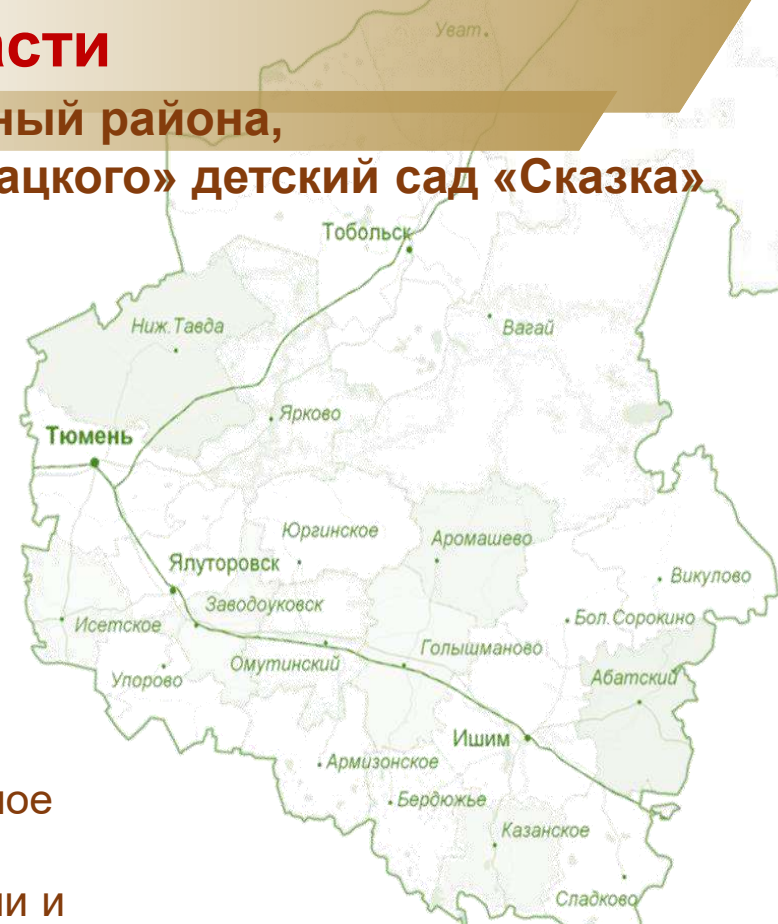 асти
ный района,
ацкого» детский сад «Сказка»
Уват
Тобольск
Ниж.Тавда
Вагай
Ярково
Тюмень
Юргинское
Аромашево
Ялуторовск
Викулово
Заводоуковск
Бол.Сорокино
Исетское
Голышманово
Омутинский
Упорово
Абатский
Ишим
Армизонское
ное
Бердюжье
Казанское
ии и
Сладково